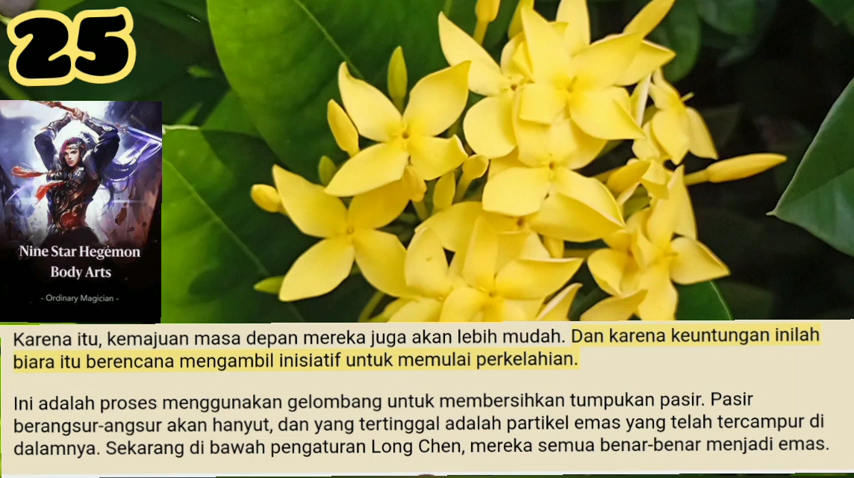 25
Nine Star Hegemon
Body Arts
- Ordinary Magician -
Karena itu, kemajuan masa depan mereka juga akan lebih mudah. Dan karena keuntungan inilah
biara itu berencana mengambil inisiatif untuk memulai perkelahian.
Ini adalah proses menggunakan gelombang untuk membersihkan tumpukan pasir. Pasir
berangsur-angsur akan hanyut, dan yang tertinggal adalah partikel emas yang telah tercampur di
dalamnya. Sekarang di bawah pengaturan Long Chen, mereka semua benar-benar menjadi emas.